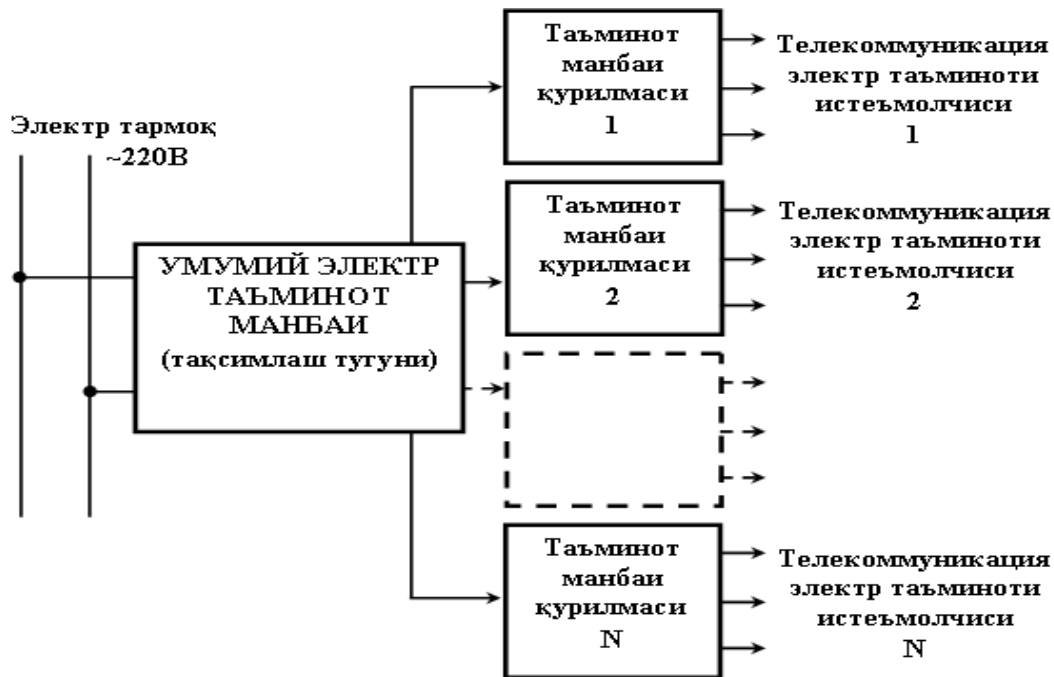 Электр тармоқ
~220В
УМУМИЙ ЭЛЕКТР
ТАЪМИНОТ
МАНБАИ
(тақсимлаш тугуни)
Таъминот
манбаи
қурилмаси
1
Телекоммуникация
электр таъминоти
истеъмолчиси
1
Таъминот
манбаи
қурилмаси
2
Телекоммуникация
электр таъминоти
истеъмолчиси
2
Таъминот
манбаи
қурилмаси
N
Телекоммуникация
электр таъминоти
истеъмолчиси
N